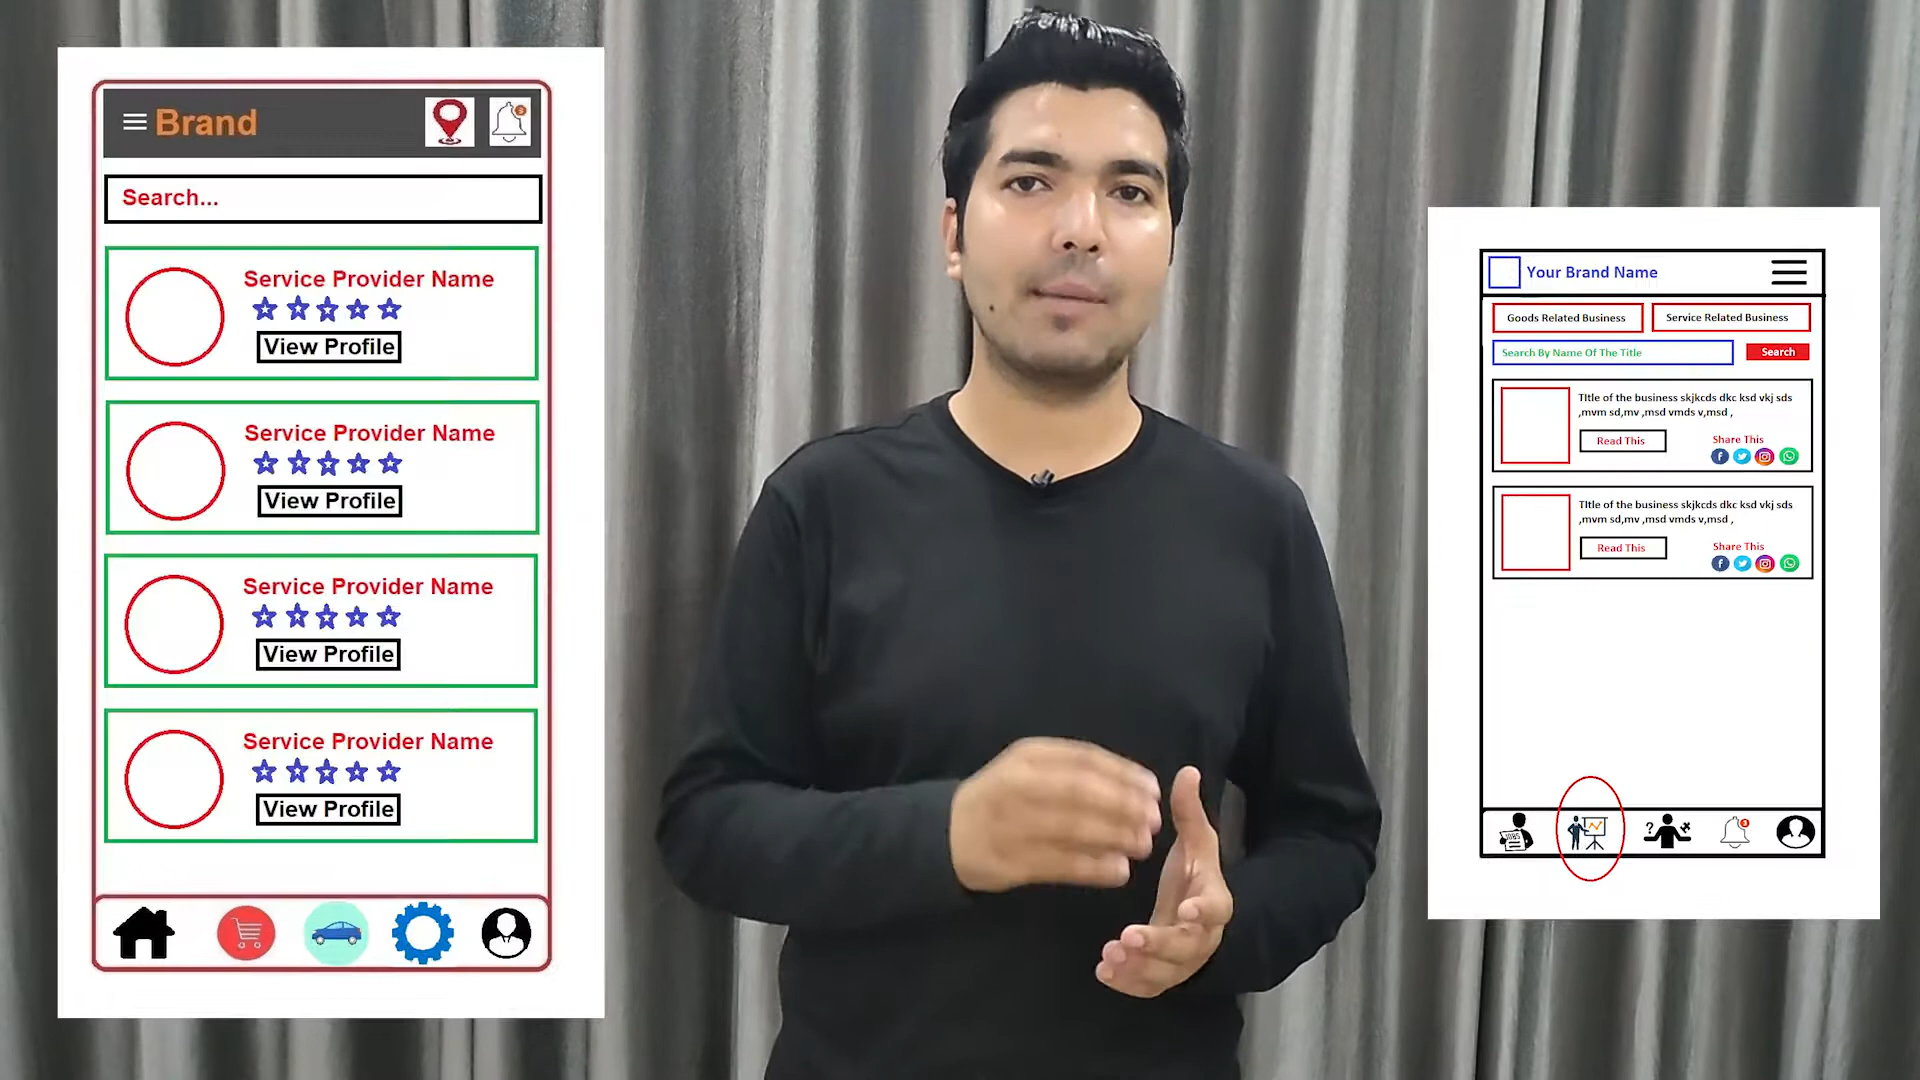 Brand
Search...
Service Provider Name
View Profile
Service Provider Name
View Profile
Service Provider Name
View Profile
Service Provider Name
View Profile
Your Brand Name
Goods Related Business
Service Related Business
Search By Name Of The Title
Search
TItle of the business skjkcds dkc ksd vkj sds
,mvm sd,mv ,msd vmds v,msd ,
Read This
Share This
TItle of the business skjkcds dkc ksd vkj sds
,mvm sd,mv ,msd vmds v,msd ,
Read This
Share This
JOBS
3